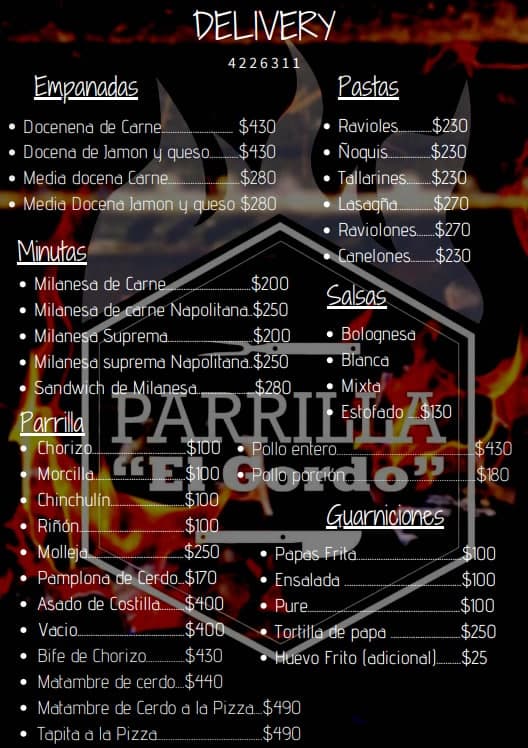 DELIVERY
4226311
Empanadas
• Docenena de Carne.................. $430
• Docena de Jamon y queso........$430
• Media docena Carne...................$280
• Media Docena Jamon y queso $280
Minutas
• Milanesa de Carne......................$200
• Milanesa de carne Napolitana..$250
• Milanesa Suprema......................$200
• Milanesa suprema Napolitana..$250
• Sandwich de Milanesa...............$280
Parrilla
• Chorizo........................$100
• Morcilla.......................$100
• Chinchulín...................$100
• Riñón...........................$100
• Molleja........................$250
• Pamplona de Cerdo..$170
• Asado de Costilla......$400
• Vacio...........................$400
• Bife de Chorizo..........$430
• Matambre de cerdo...$440
• Matambre de Cerdo a la Pizza...$490
• Tapita a la Pizza...........................$490
Pastas
• Ravioles.........$230
• Ñoquis...........$230
• Tallarines......$230
• Lasagña.........$270
• Raviolones.....$270
• Canelones.....$230
Salsas
• Bolognesa
• Blanca
• Mixta
• Estofado ....$130
• Pollo entero...................................$430
• Pollo porción.................................$180
Guarniciones
• Papas Frita...........................$100
• Ensalada ..............................$100
• Pure.......................................$100
• Tortilla de papa ...................$250
• Huevo Frito (adicional)......$25
PARRILLA
"El Gordo"